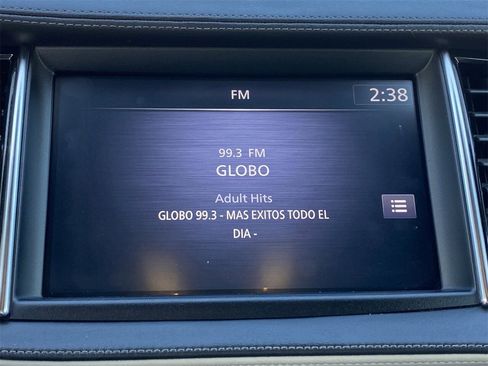 FM
2:38
99.3 FM
GLOBO
Adult Hits
GLOBO 99.3 - MAS EXITOS TODO EL
DIA -